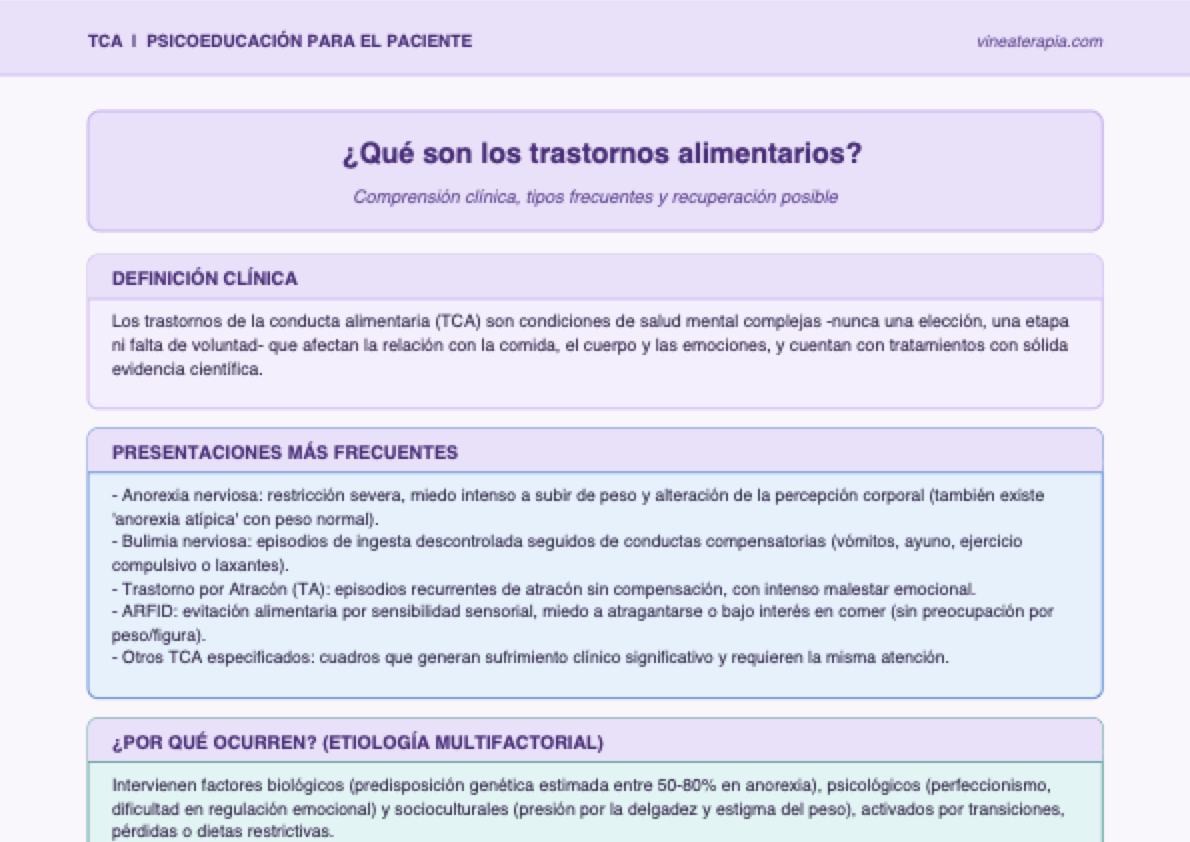 TCA | PSICOEDUCACIÓN PARA EL PACIENTE
vineaterapia.com
¿Qué son los trastornos alimentarios?
Comprensión clínica, tipos frecuentes y recuperación posible
DEFINICIÓN CLÍNICA
Los trastornos de la conducta alimentaria (TCA) son condiciones de salud mental complejas -nunca una elección, una etapa
ni falta de voluntad- que afectan la relación con la comida, el cuerpo y las emociones, y cuentan con tratamientos con sólida
evidencia científica.
PRESENTACIONES MÁS FRECUENTES
- Anorexia nerviosa: restricción severa, miedo intenso a subir de peso y alteración de la percepción corporal (también existe
'anorexia atípica' con peso normal).
- Bulimia nerviosa: episodios de ingesta descontrolada seguidos de conductas compensatorias (vómitos, ayuno, ejercicio
compulsivo o laxantes).
- Trastorno por Atracón (TA): episodios recurrentes de atracón sin compensación, con intenso malestar emocional.
- ARFID: evitación alimentaria por sensibilidad sensorial, miedo a atragantarse o bajo interés en comer (sin preocupación por
peso/figura).
- Otros TCA especificados: cuadros que generan sufrimiento clínico significativo y requieren la misma atención.
¿POR QUÉ OCURREN? (ETIOLOGÍA MULTIFACTORIAL)
Intervienen factores biológicos (predisposición genética estimada entre 50-80% en anorexia), psicológicos (perfeccionismo,
dificultad en regulación emocional) y socioculturales (presión por la delgadez y estigma del peso), activados por transiciones,
pérdidas o dietas restrictivas.